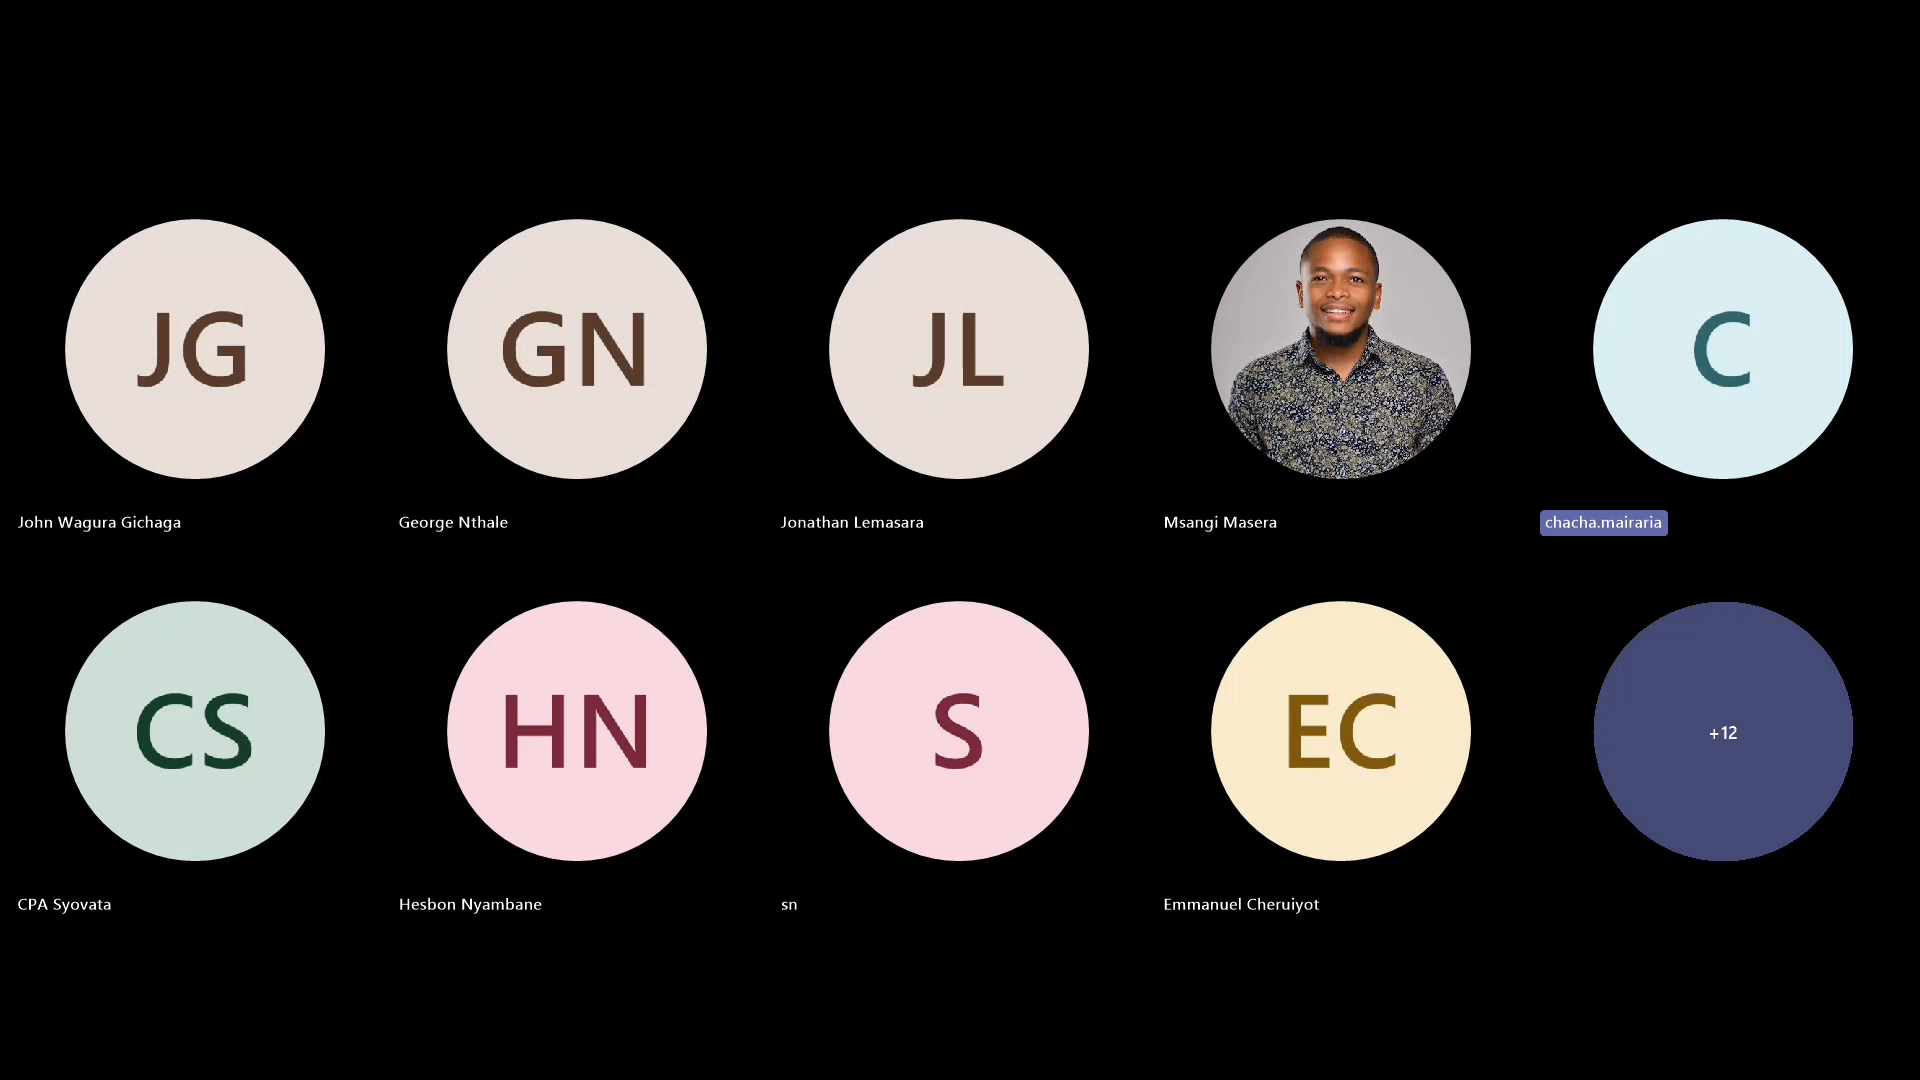 JG
GN
JL
C
John Wagura Gichaga
George Nthale
Jonathan Lemasara
Msangi Masera
chacha.mairaria
CS
HN
S
EC
+12
CPA Syovata
Hesbon Nyambane
sn
Emmanuel Cheruiyot